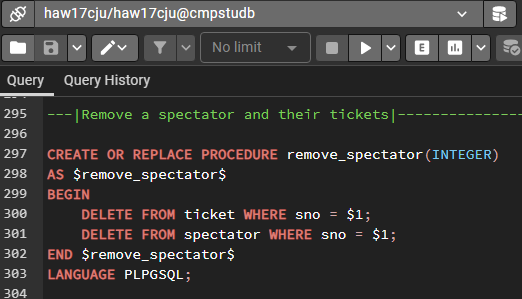 haw17cju/haw17cju@cmpstudb
No limit
E
Query Query History
295 ---|Remove a spectator and their tickets|---------------
296
297 CREATE OR REPLACE PROCEDURE remove_spectator(INTEGER)
298 AS $remove_spectator$
299 BEGIN
300     DELETE FROM ticket WHERE sno = $1;
301     DELETE FROM spectator WHERE sno = $1;
302 END $remove_spectator$
303 LANGUAGE PLPGSQL;
304